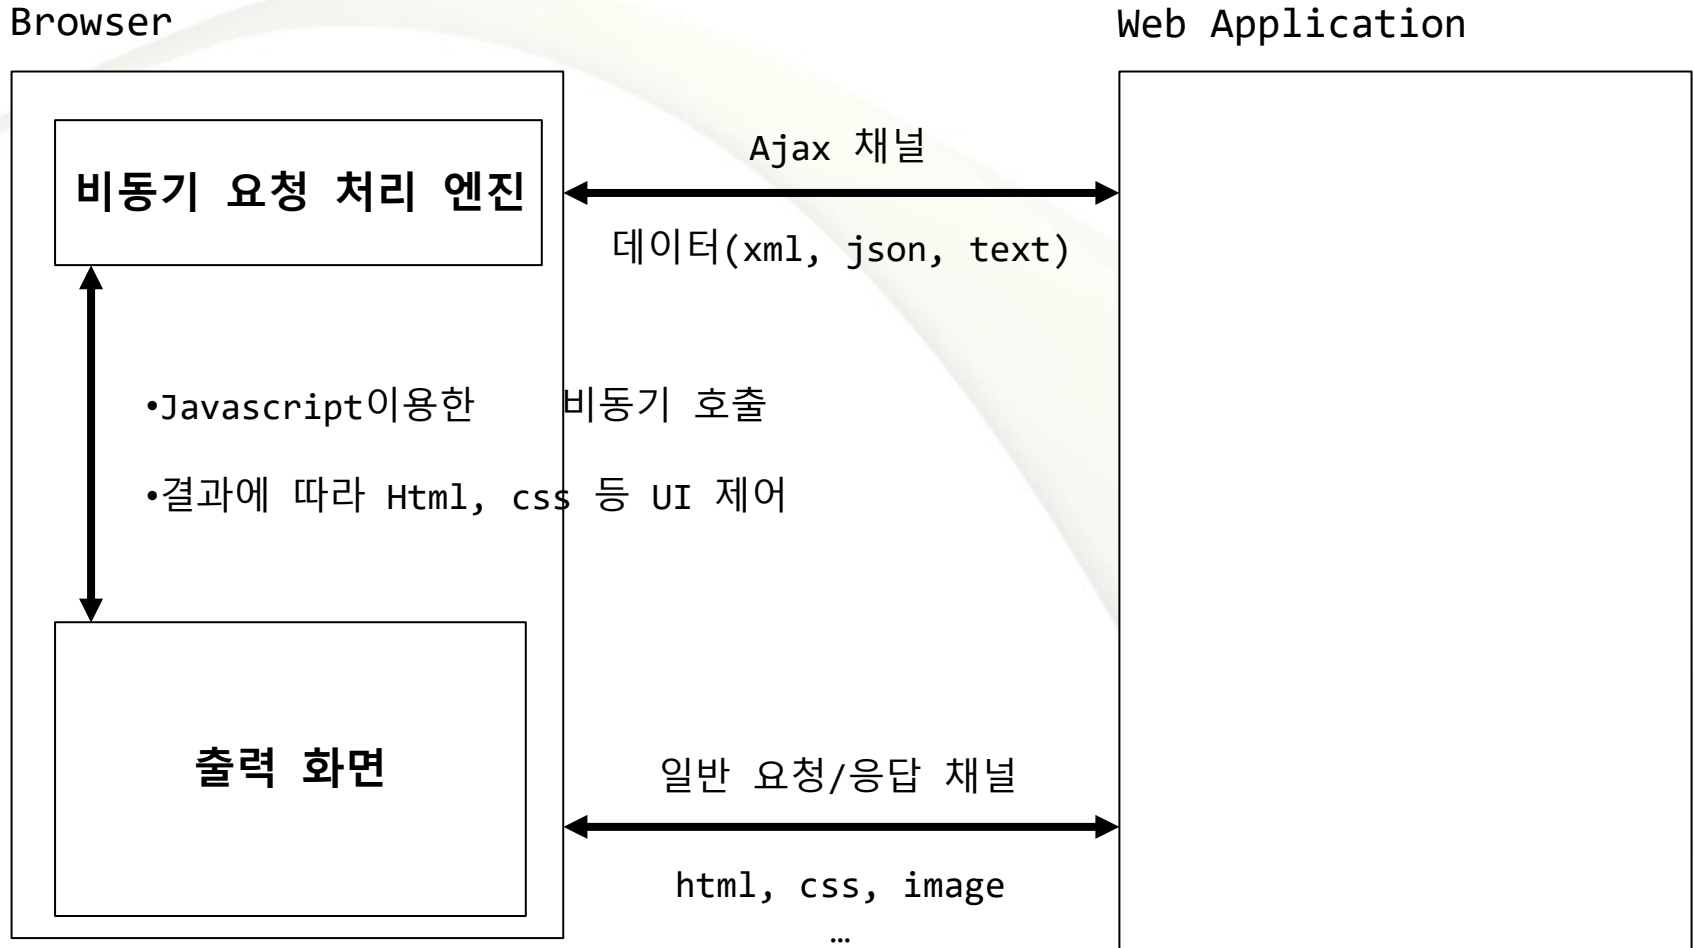 Browser
Web Application
비동기 요청 처리 엔진
Ajax 채널
데이터(xml, json, text)
•Javascript이용한 비동기 호출
•결과에 따라 Html, css 등 UI 제어
출력 화면
일반 요청/응답 채널
html, css, image
…